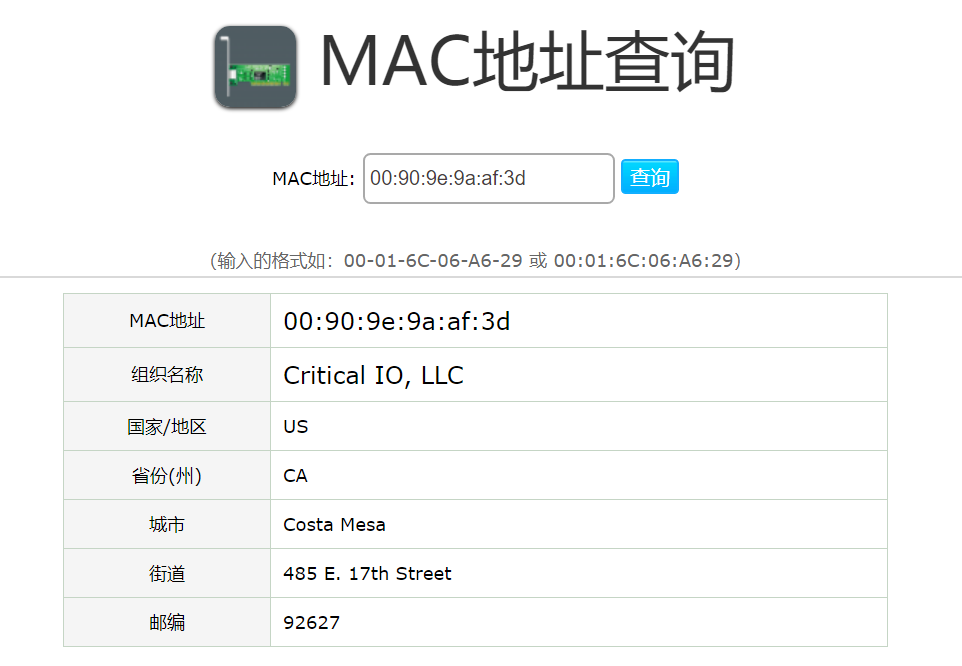 MAC地址查询
MAC地址: 00:90:9e:9a:af:3d 查询
(输入的格式如：00-01-6C-06-A6-29 或 00:01:6C:06:A6:29)
MAC地址 00:90:9e:9a:af:3d
组织名称 Critical IO, LLC
国家/地区 US
省份(州) CA
城市 Costa Mesa
街道 485 E. 17th Street
邮编 92627